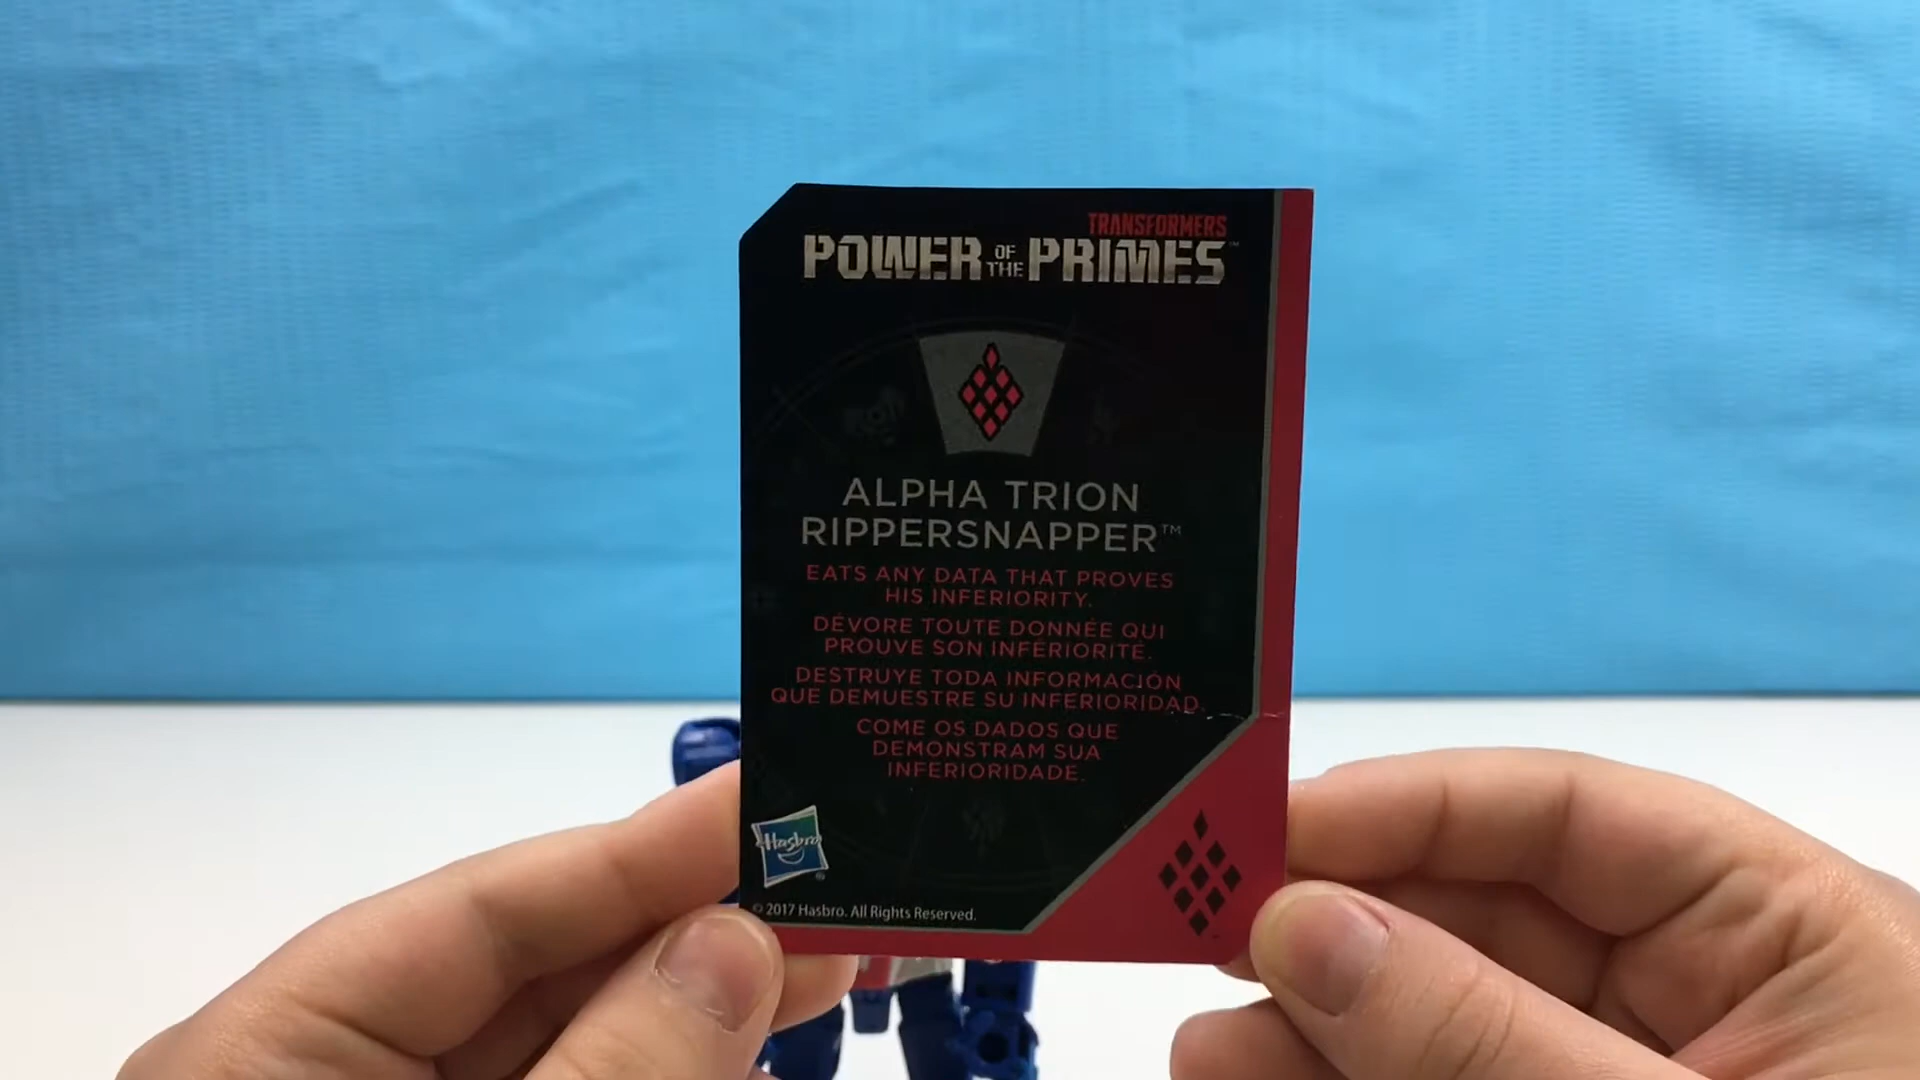 TRANSFORMERS
POWER OF THE PRIMES™
ALPHA TRION
RIPPERSNAPPER™
EATS ANY DATA THAT PROVES
HIS INFERIORITY.
DÉVORE TOUTE DONNÉE QUI
PROUVE SON INFÉRIORITÉ.
DESTRUYE TODA INFORMACIÓN
QUE DEMUESTRE SU INFERIORIDAD.
COME OS DADOS QUE
DEMONSTRAM SUA
INFERIORIDADE.
Hasbro®
© 2017 Hasbro. All Rights Reserved.